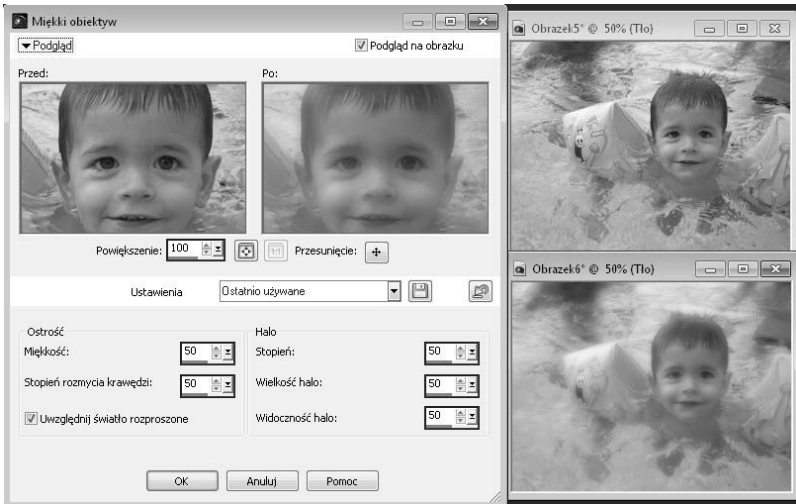 Miękki obiektyw
Podgląd
Podgląd na obrazku
Przed:
Po:
Powiększenie: 100
1:1
Przesunięcie:
Ustawienia
Ostatnio używane
Ostrość
Miękkość: 50
Stopień rozmycia krawędzi: 50
Uwzględnij światło rozproszone
Halo
Stopień: 50
Wielkość halo: 50
Widoczność halo: 50
OK
Anuluj
Pomoc
Obrazek5* @ 50% (Tło)
Obrazek6* @ 50% (Tło)